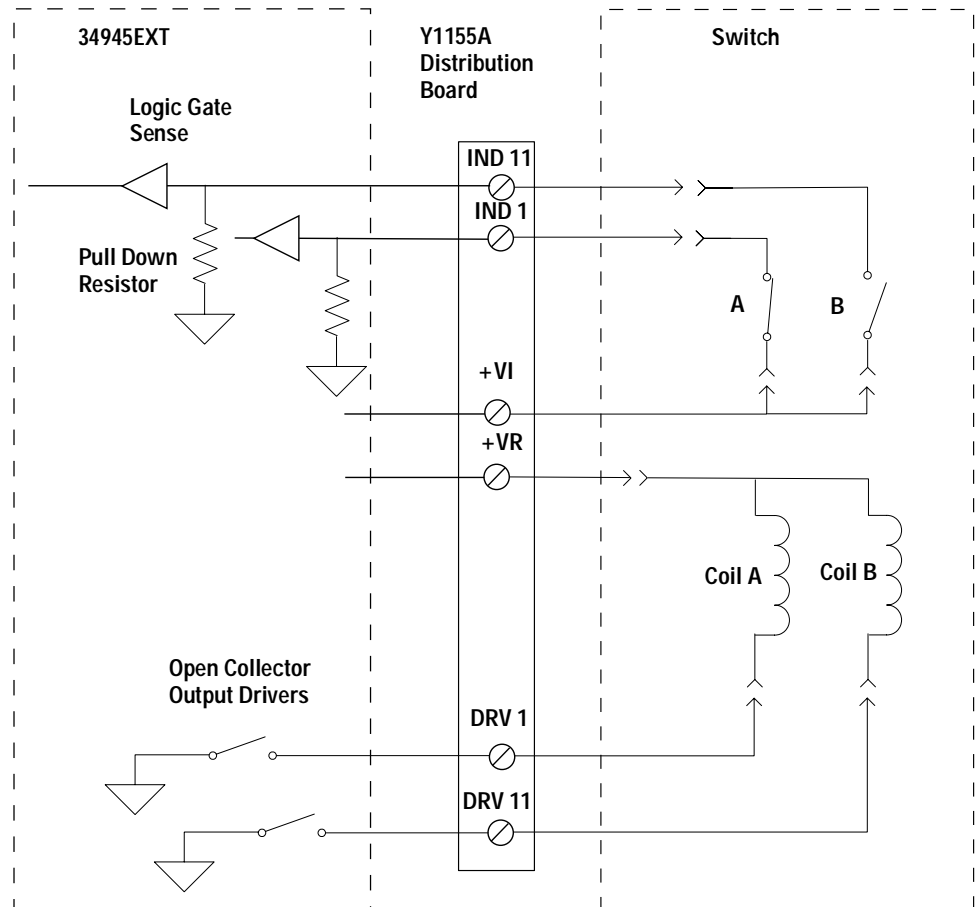 34945EXT
Y1155A
Distribution
Board
Switch
Logic Gate
Sense
IND 11
IND 1
Pull Down
Resistor
A
B
+VI
+VR
Coil A
Coil B
Open Collector
Output Drivers
DRV 1
DRV 11